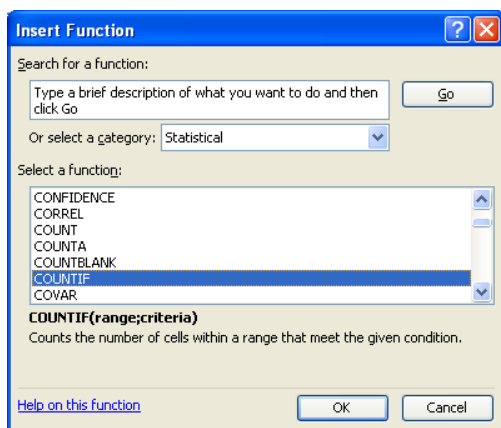 Insert Function
Search for a function:
Type a brief description of what you want to do and then
click Go
Go
Or select a category: Statistical
Select a function:
CONFIDENCE
CORREL
COUNT
COUNTA
COUNTBLANK
COUNTIF
COVAR
COUNTIF(range;criteria)
Counts the number of cells within a range that meet the given condition.
Help on this function
OK
Cancel